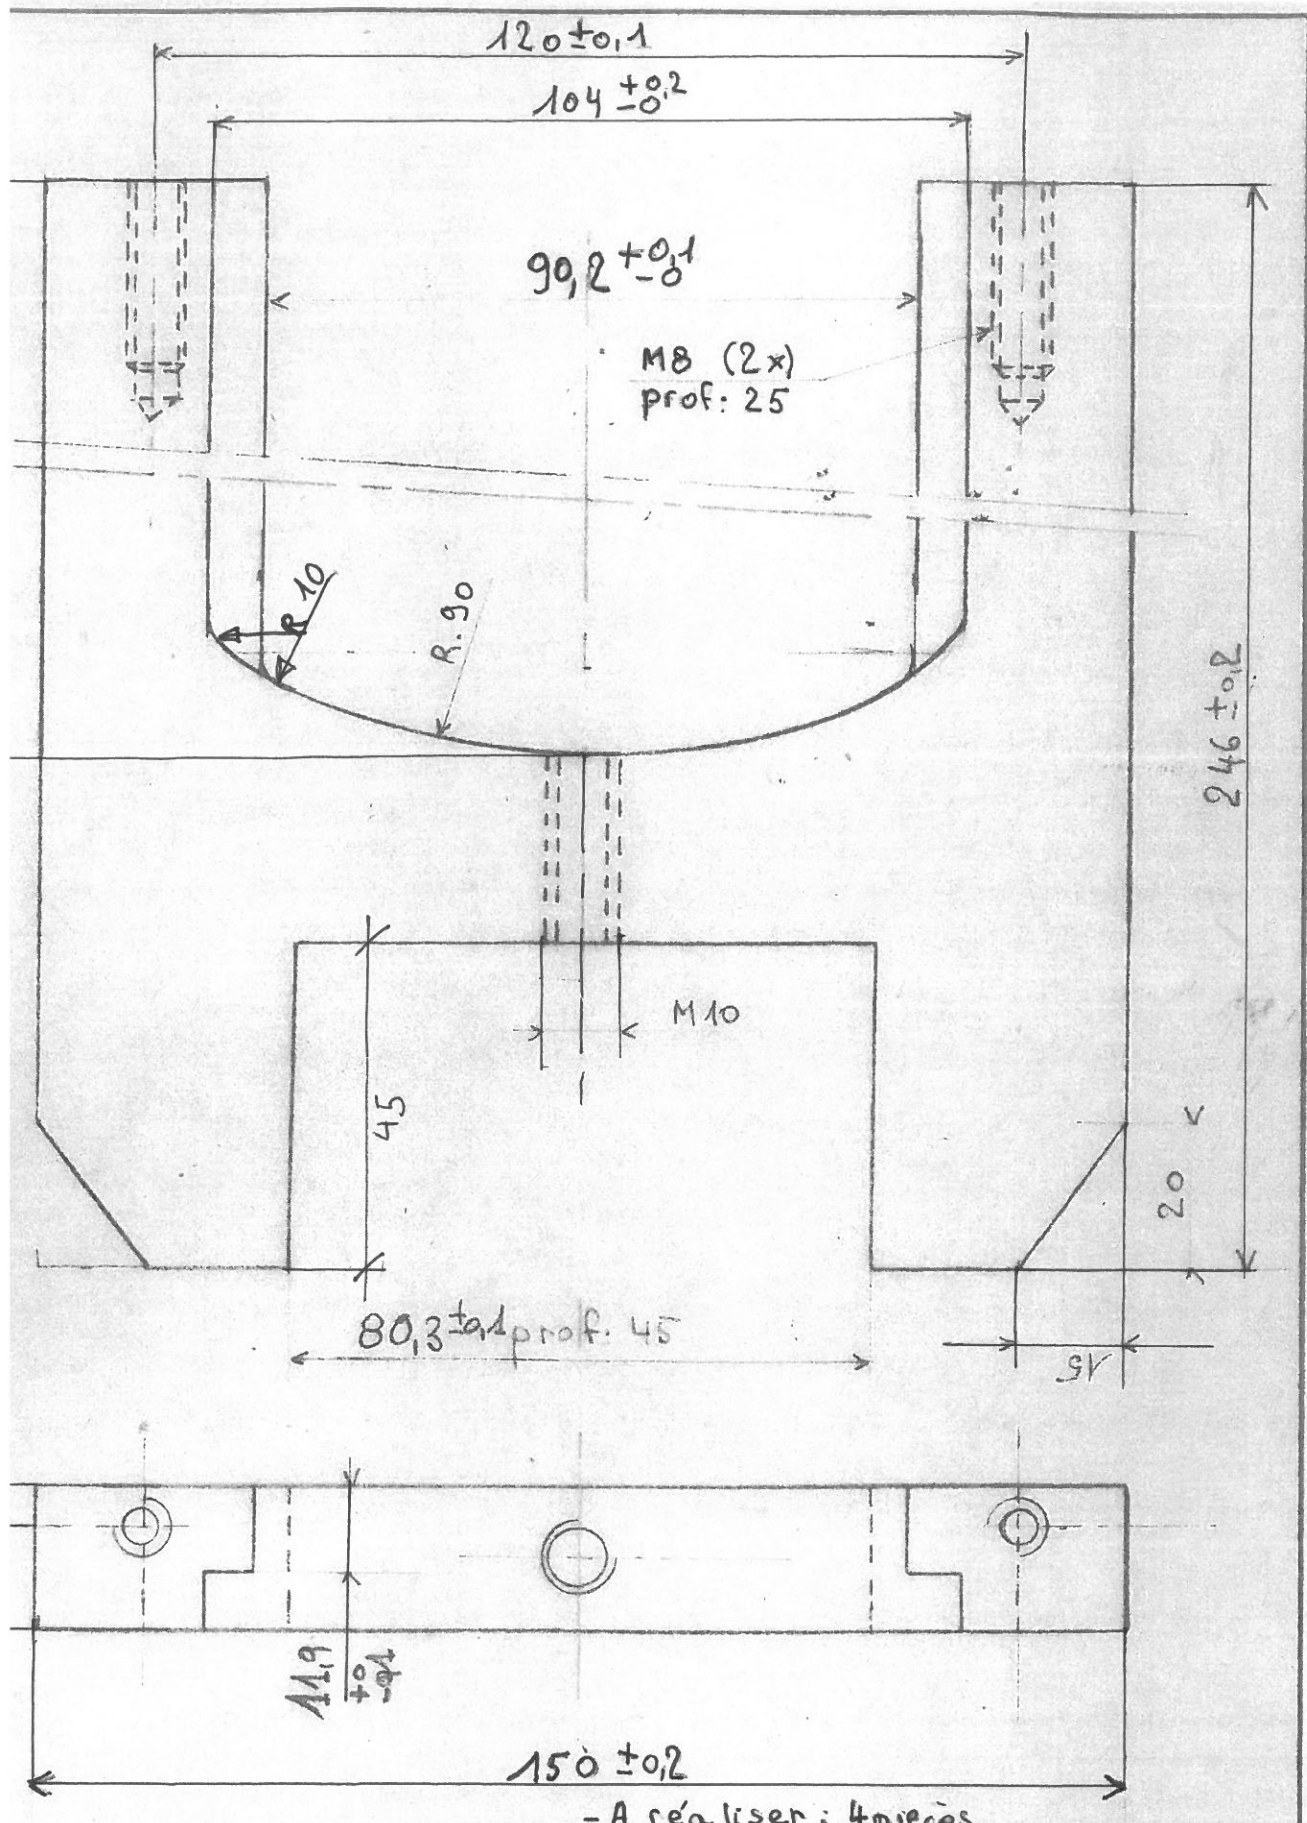 120 ±0,1
104 +0,2 -0
90,2 +0,1 -0
M8 (2x)
prof: 25
R 10
R. 90
246 ±0,2
M10
45
20
80,3 ±0,1 prof: 45
15
11,9 +0 -0,1
150 ±0,2
- A réaliser : 4 pièces